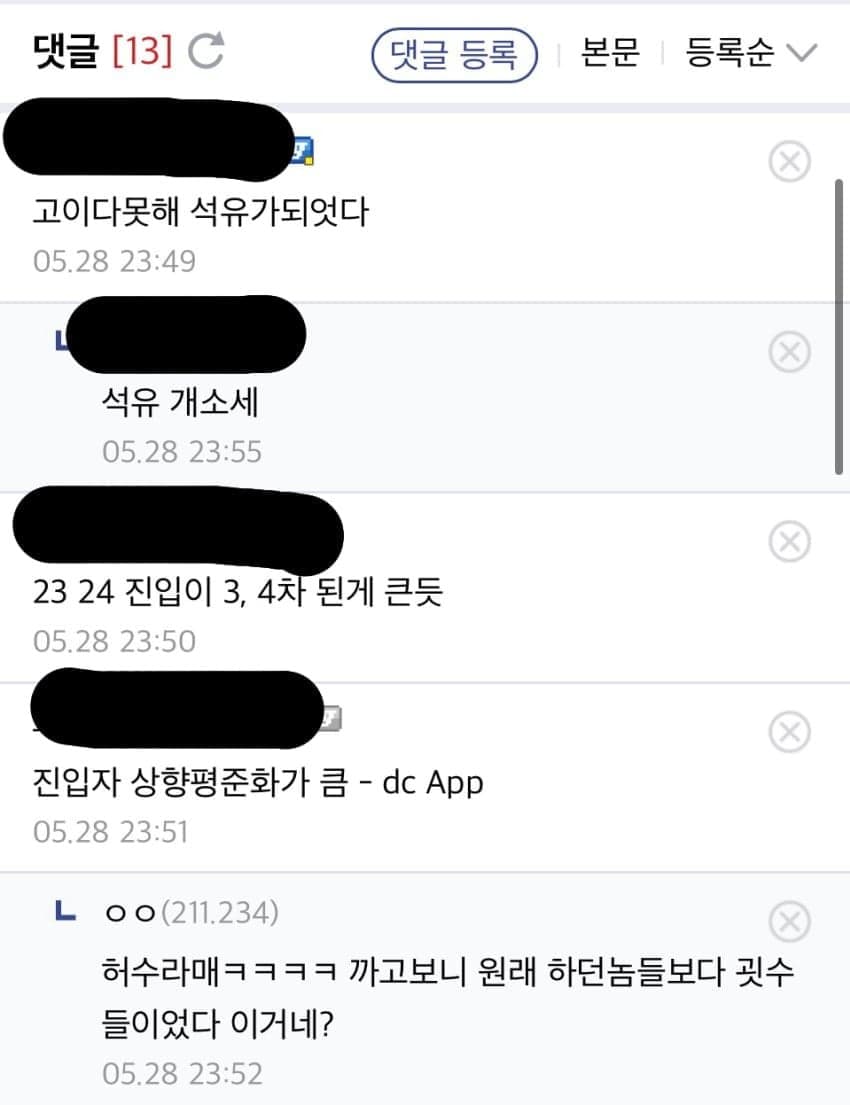 댓글 [13] 댓글 등록 본문 등록순
고이다못해 석유가되엇다
05.28 23:49
석유 개소세
05.28 23:55
23 24 진입이 3, 4차 된게 큰듯
05.28 23:50
진입자 상향평준화가 큼 - dc App
05.28 23:51
ㅇㅇ(211.234)
허수라매ㅋㅋㅋㅋ 까고보니 원래 하던놈들보다 굇수
들이었다 이거네?
05.28 23:52